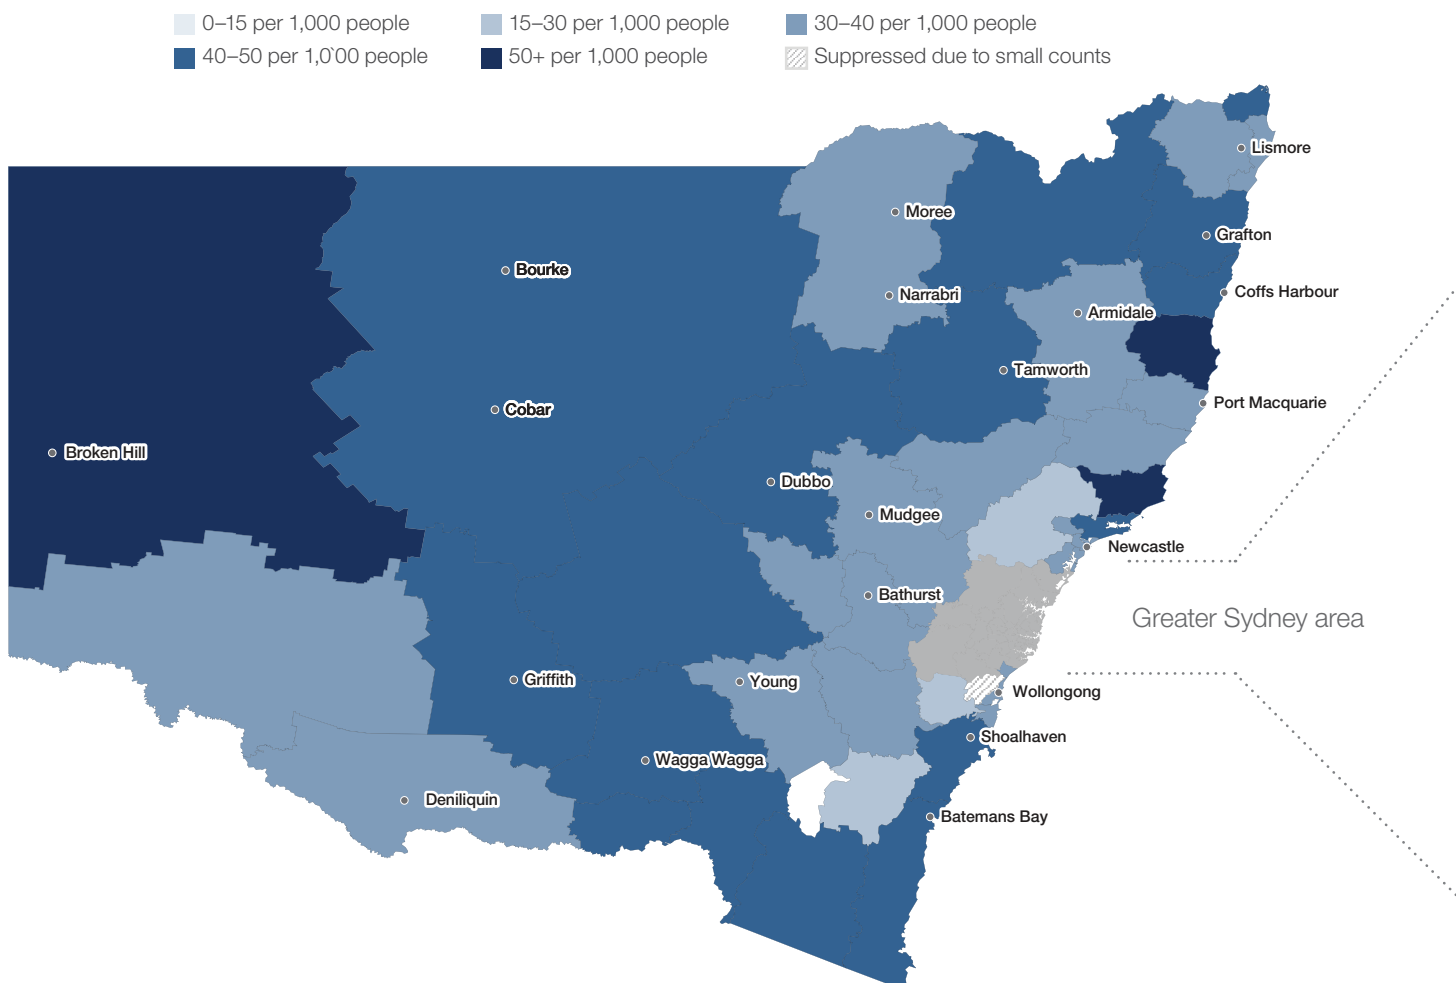 0–15 per 1,000 people
15–30 per 1,000 people
30–40 per 1,000 people
40–50 per 1,0`00 people
50+ per 1,000 people
Suppressed due to small counts
Lismore
Moree
Grafton
Bourke
Narrabri
Coffs Harbour
Armidale
Tamworth
Port Macquarie
Cobar
Broken Hill
Dubbo
Mudgee
Newcastle
Bathurst
Greater Sydney area
Griffith
Young
Wollongong
Shoalhaven
Wagga Wagga
Deniliquin
Batemans Bay